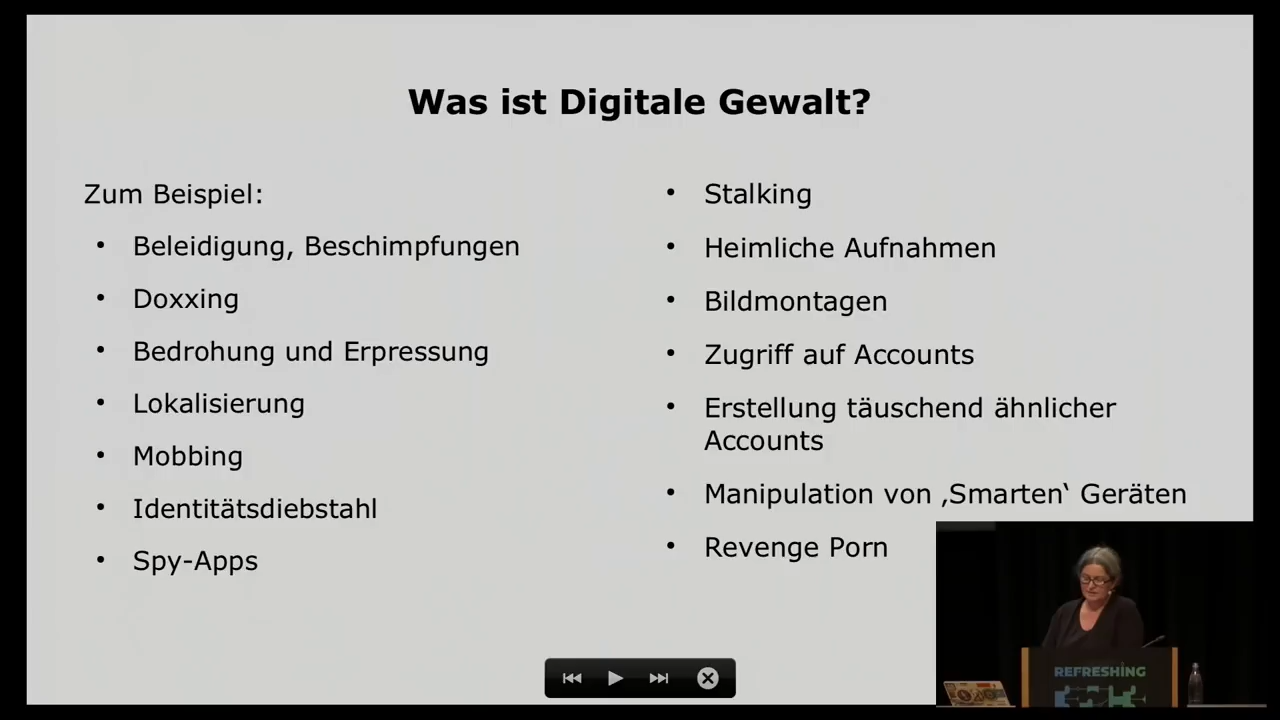 Was ist Digitale Gewalt?
Zum Beispiel:
• Beleidigung, Beschimpfungen
• Doxxing
• Bedrohung und Erpressung
• Lokalisierung
• Mobbing
• Identitätsdiebstahl
• Spy-Apps
• Stalking
• Heimliche Aufnahmen
• Bildmontagen
• Zugriff auf Accounts
• Erstellung täuschend ähnlicher
Accounts
• Manipulation von ‚Smarten‘ Geräten
• Revenge Porn
REFRESHING